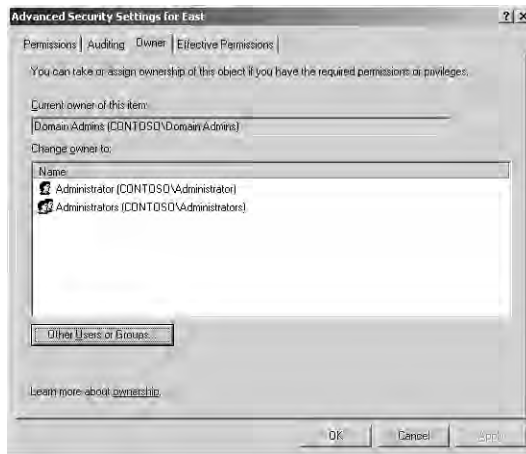 Advanced Security Settings for East
Permissions Auditing Owner Effective Permissions
You can take or assign ownership of this object if you have the required permissions or privileges.
Current owner of this item:
Domain Admins (CONTOSO\Domain Admins)
Change owner to:
Name
Administrator (CONTOSO\Administrator)
Administrators (CONTOSO\Administrators)
Other Users or Groups...
Learn more about ownership.
OK Cancel Apply